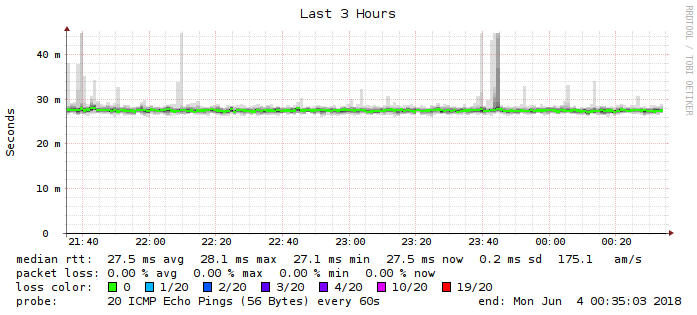 Last 3 Hours
RRDTOOL / TOBI OETIKER
Seconds
40 m
30 m
20 m
10 m
0
21:40 22:00 22:20 22:40 23:00 23:20 23:40 00:00 00:20
median rtt: 27.5 ms avg 28.1 ms max 27.1 ms min 27.5 ms now 0.2 ms sd 175.1 am/s
packet loss: 0.00 % avg 0.00 % max 0.00 % min 0.00 % now
loss color: 0 1/20 2/20 3/20 4/20 10/20 19/20
probe: 20 ICMP Echo Pings (56 Bytes) every 60s end: Mon Jun 4 00:35:03 2018